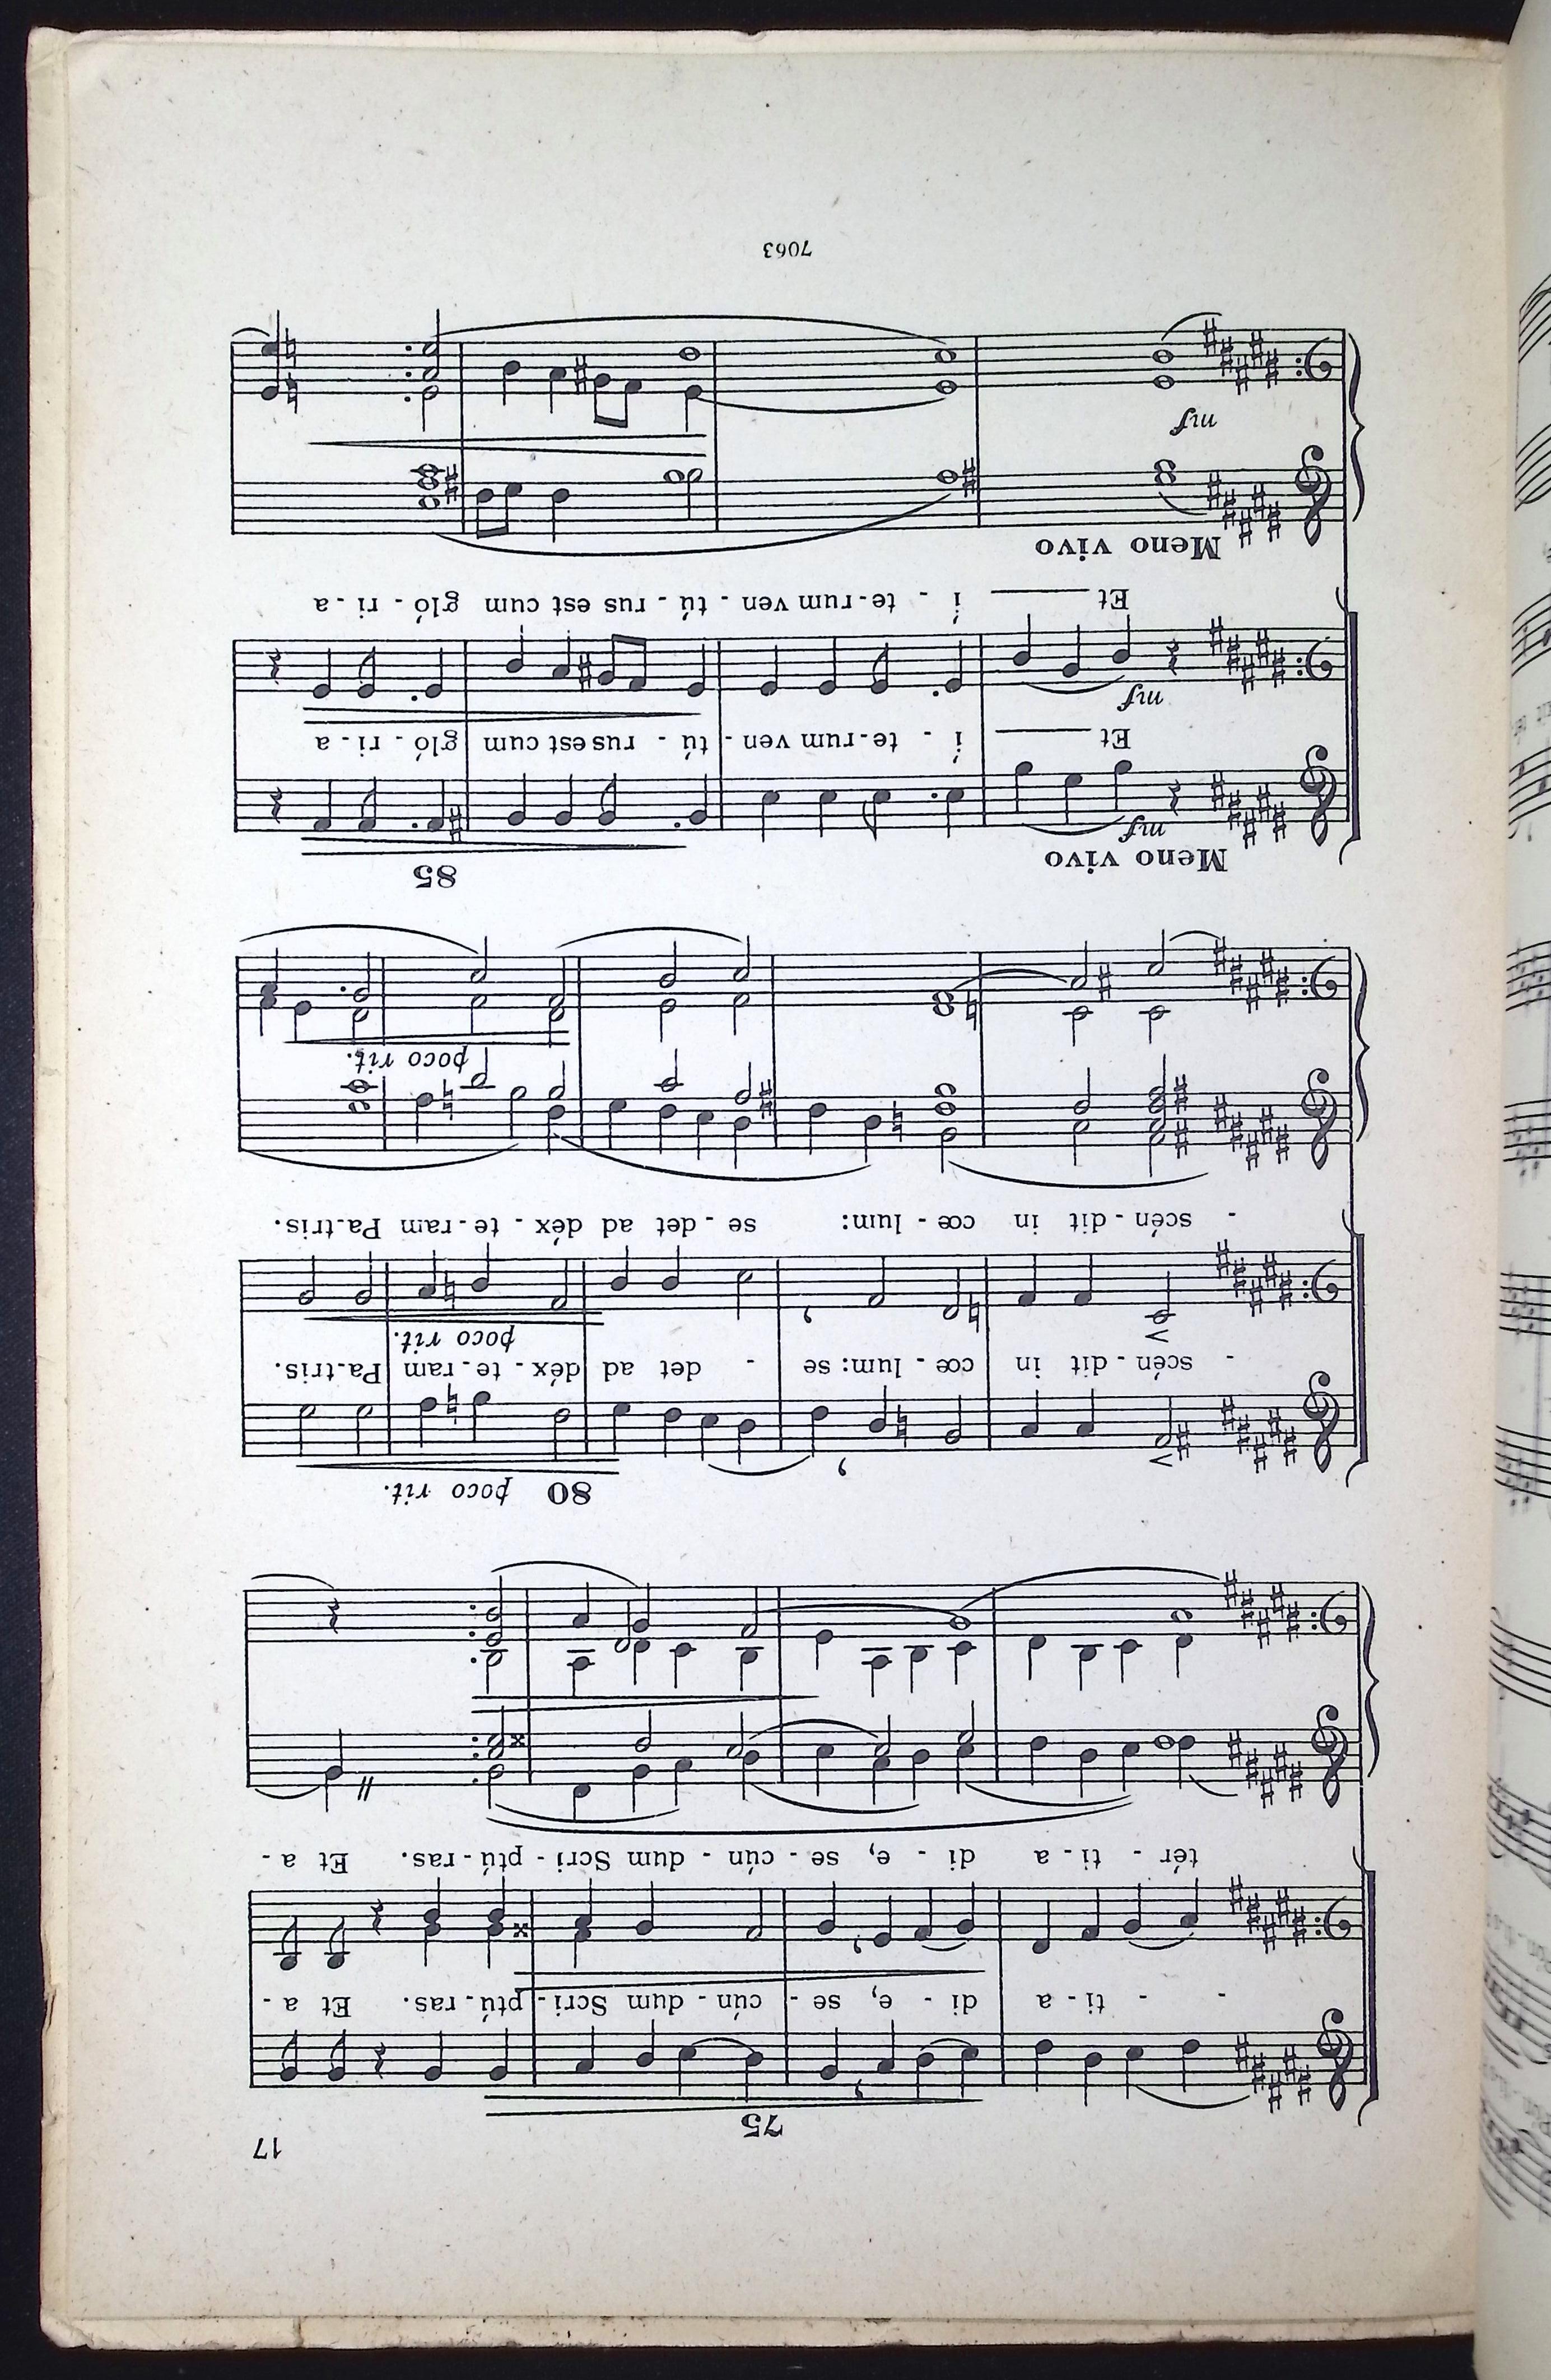 17
75
- - ti - a di - e, se - cún - dum Scri - ptú - ras. Et a -
tér - ti - a di - e, se - cún - dum Scri - ptú - ras. Et a -
80 poco rit.
- scén - dit in cœ - lum: se - det ad déx - te - ram Pa - tris.
poco rit.
- scén - dit in cœ - lum: se - det ad déx - te - ram Pa - tris.
poco rit.
Meno vivo 85
mf
Et í - te - rum ven - tú - rus est cum gló - ri - a
mf
Et í - te - rum ven - tú - rus est cum gló - ri - a
Meno vivo
mf
7063